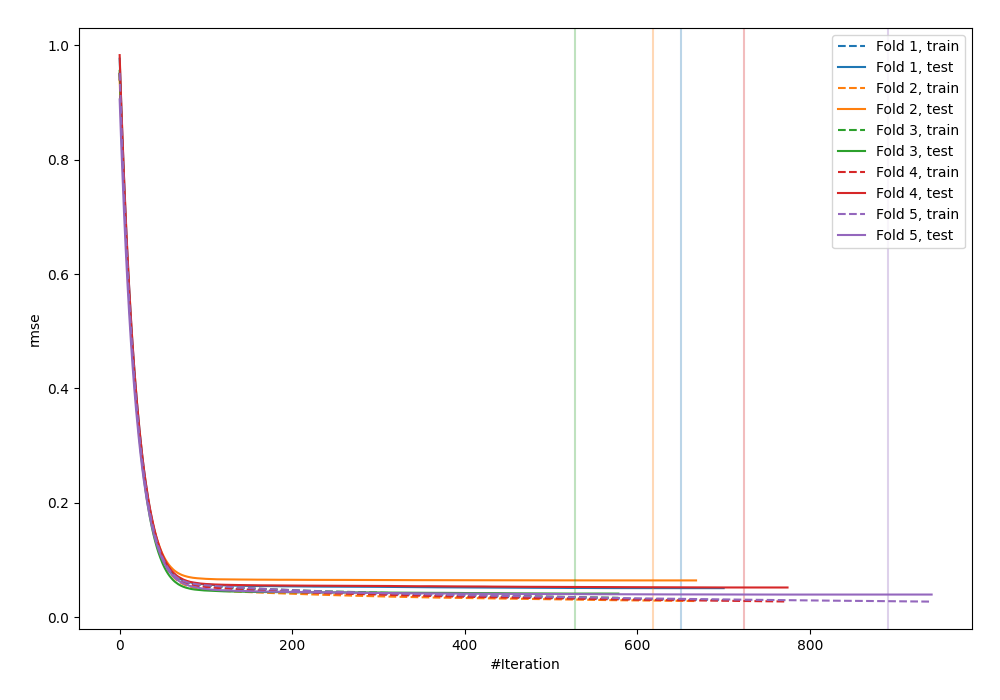 1.0
0.8
0.6
0.4
0.2
0.0
rmse
0
200
400
600
800
#Iteration
Fold 1, train
Fold 1, test
Fold 2, train
Fold 2, test
Fold 3, train
Fold 3, test
Fold 4, train
Fold 4, test
Fold 5, train
Fold 5, test